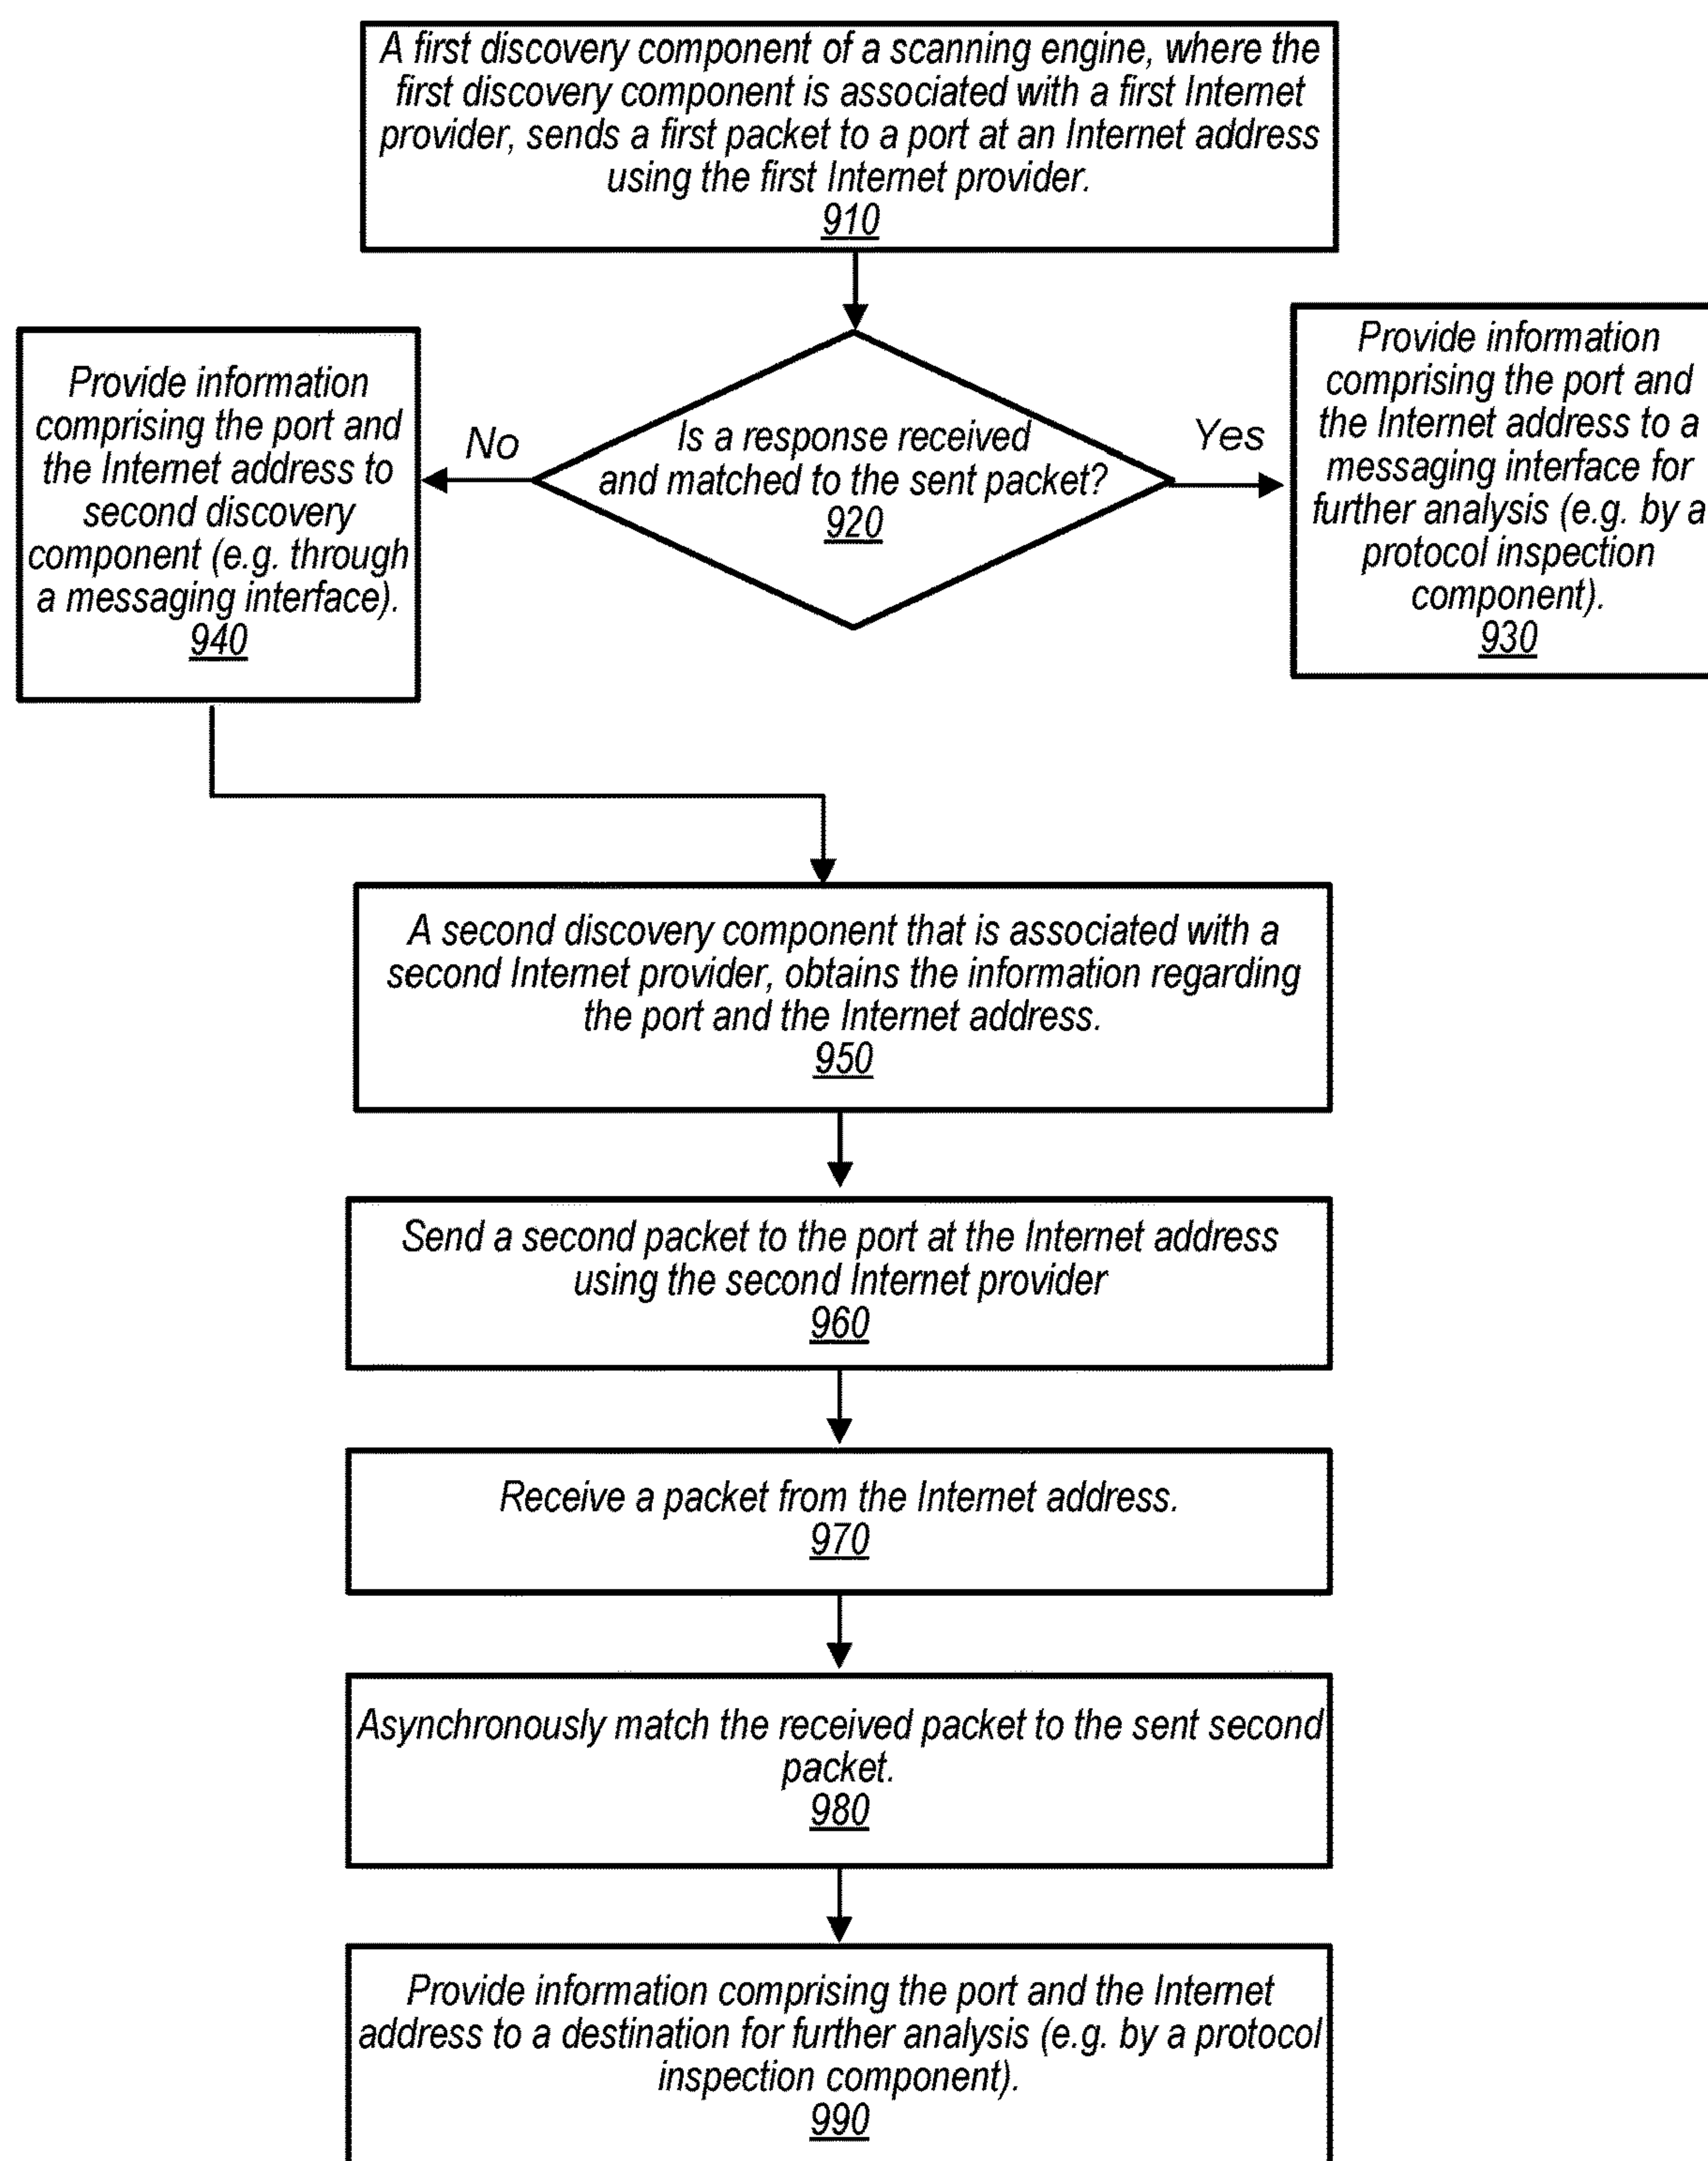 A first discovery component of a scanning engine, where the
first discovery component is associated with a first Internet
provider, sends a first packet to a port at an Internet address
using the first Internet provider.
910
Is a response received
and matched to the sent packet?
920
No
Yes
Provide information
comprising the port and
the Internet address to
second discovery
component (e.g. through
a messaging interface).
940
Provide information
comprising the port and
the Internet address to a
messaging interface for
further analysis (e.g. by a
protocol inspection
component).
930
A second discovery component that is associated with a
second Internet provider, obtains the information regarding
the port and the Internet address.
950
Send a second packet to the port at the Internet address
using the second Internet provider
960
Receive a packet from the Internet address.
970
Asynchronously match the received packet to the sent second
packet.
980
Provide information comprising the port and the Internet
address to a destination for further analysis (e.g. by a protocol
inspection component).
990